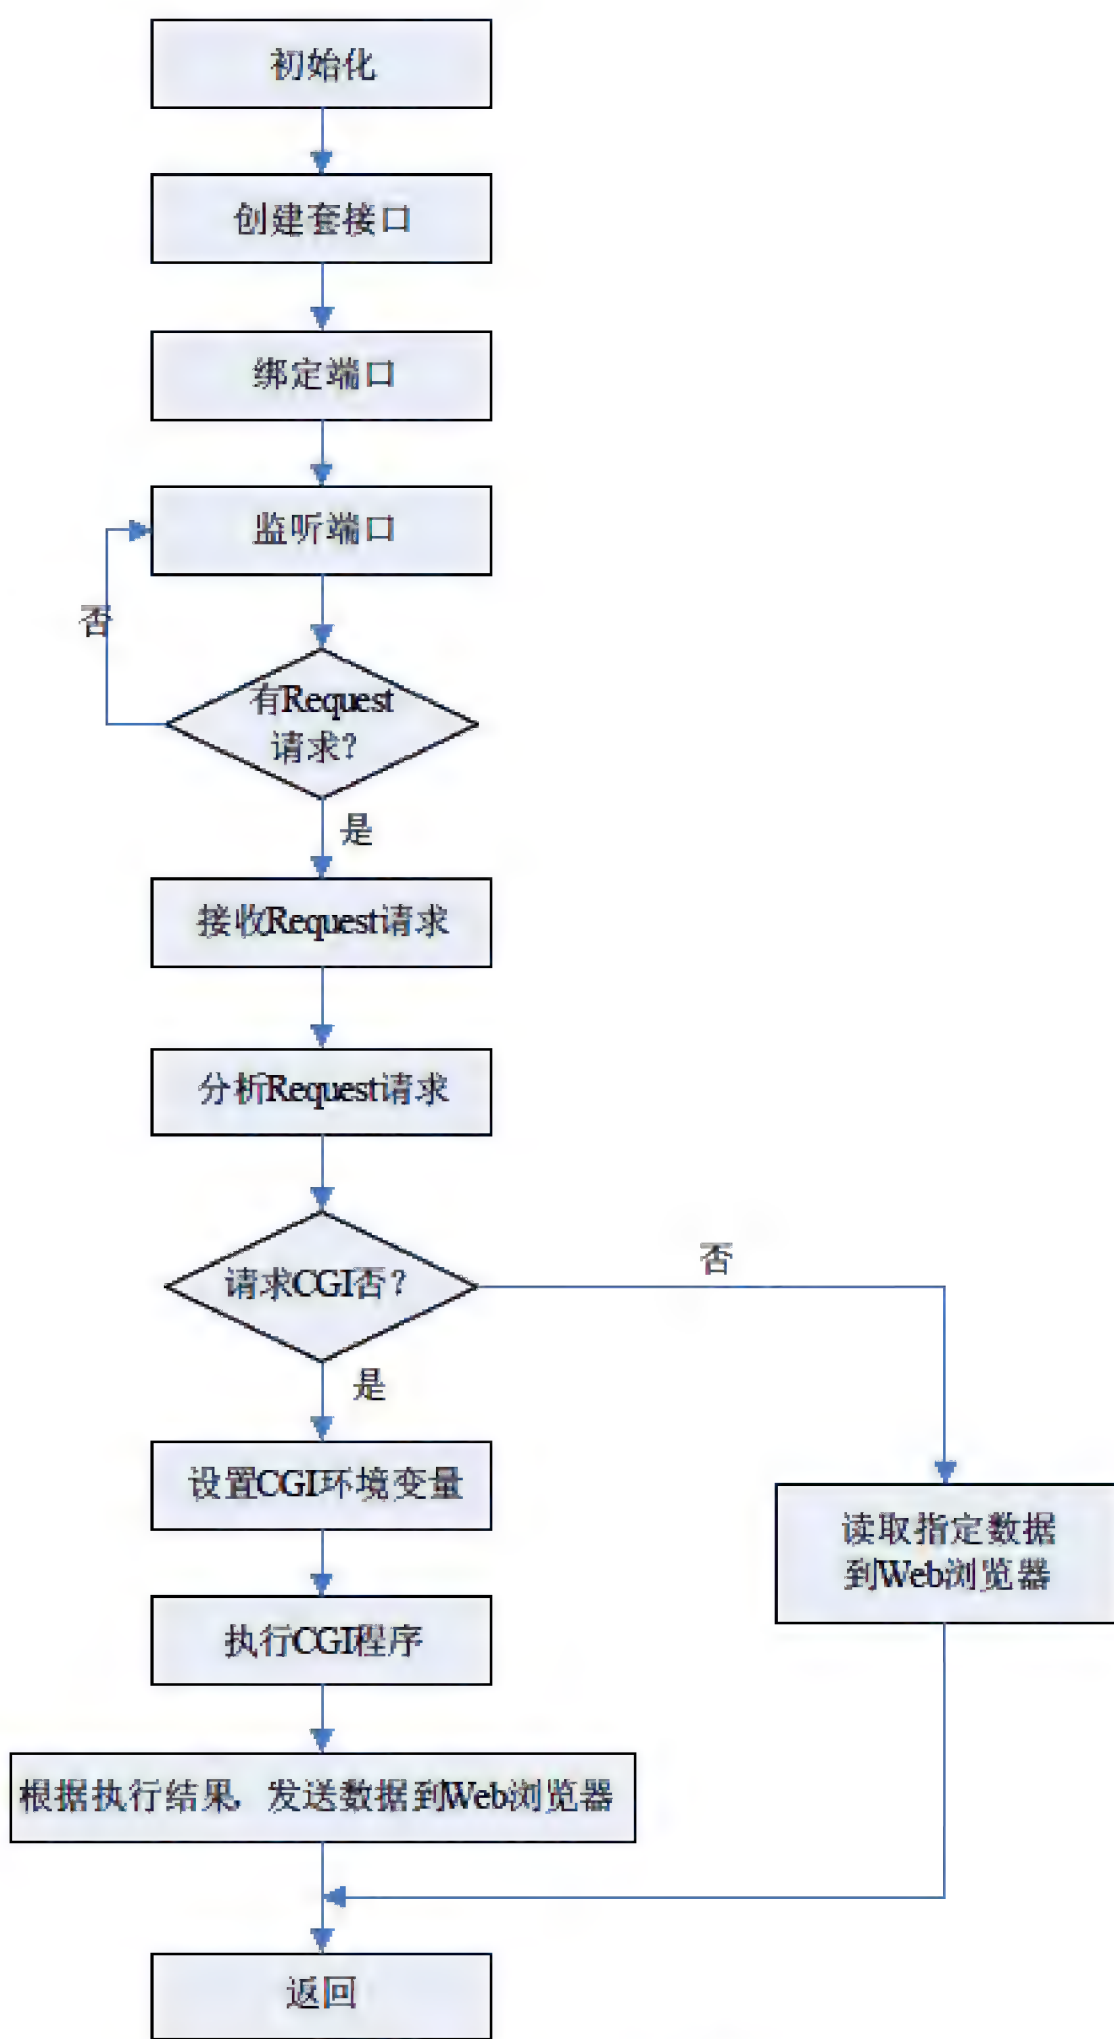 初始化
创建套接口
绑定端口
监听端口
否
有Request
请求？
是
接收Request请求
分析Request请求
请求CGI否？
否
是
设置CGI环境变量
读取指定数据
到Web浏览器
执行CGI程序
根据执行结果，发送数据到Web浏览器
返回